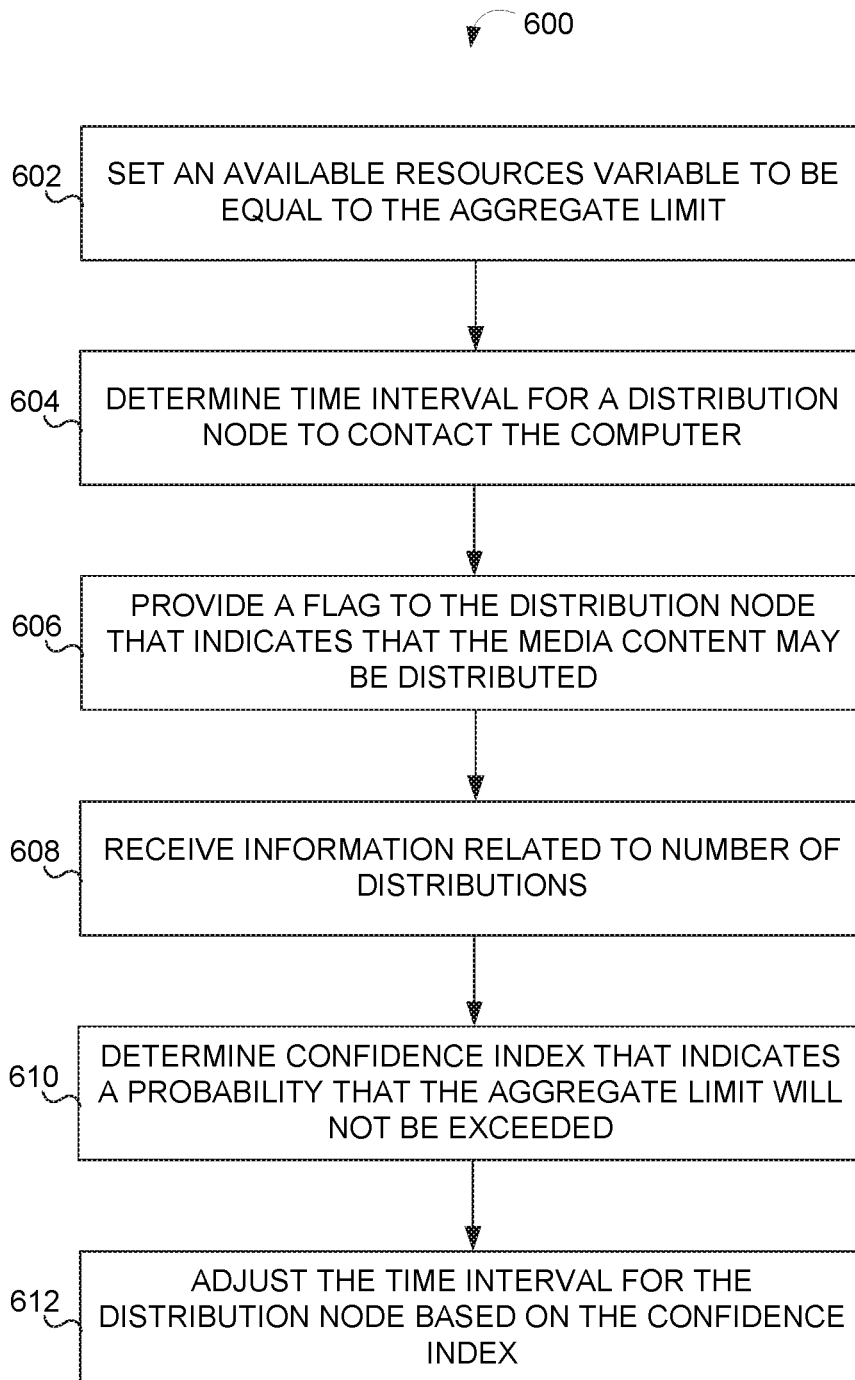 600
602
SET AN AVAILABLE RESOURCES VARIABLE TO BE
EQUAL TO THE AGGREGATE LIMIT
604
DETERMINE TIME INTERVAL FOR A DISTRIBUTION
NODE TO CONTACT THE COMPUTER
606
PROVIDE A FLAG TO THE DISTRIBUTION NODE
THAT INDICATES THAT THE MEDIA CONTENT MAY
BE DISTRIBUTED
608
RECEIVE INFORMATION RELATED TO NUMBER OF
DISTRIBUTIONS
610
DETERMINE CONFIDENCE INDEX THAT INDICATES
A PROBABILITY THAT THE AGGREGATE LIMIT WILL
NOT BE EXCEEDED
612
ADJUST THE TIME INTERVAL FOR THE
DISTRIBUTION NODE BASED ON THE CONFIDENCE
INDEX